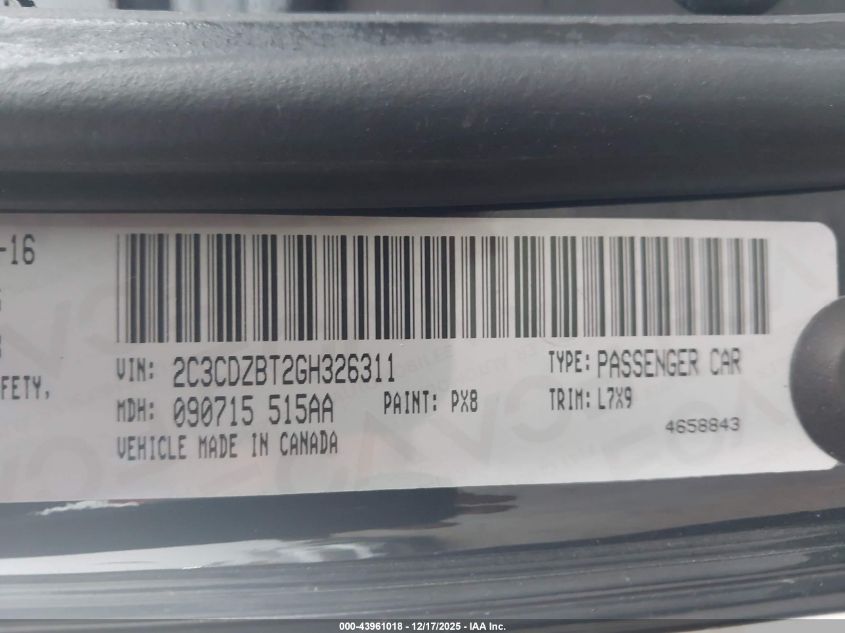 -16
VIN: 2C3CDZBT2GH326311 TYPE: PASSENGER CAR
FETY,
MDH: 090715 515AA PAINT: PX8 TRIM: L7X9
4658843
VEHICLE MADE IN CANADA
000-43961018 - 12/17/2025 - IAA Inc.